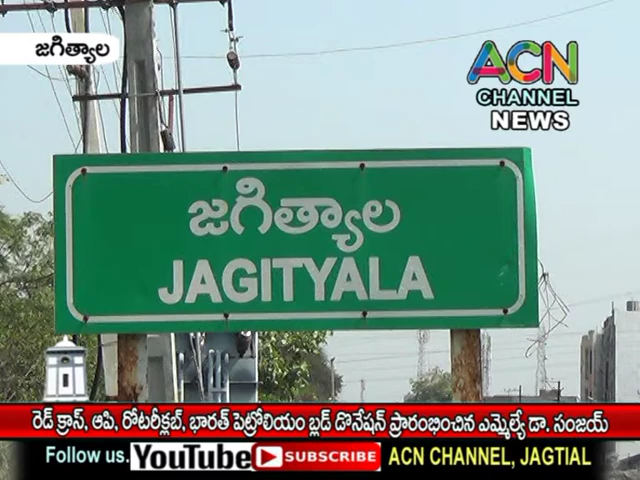 జగిత్యాల
ACN
CHANNEL
NEWS
జగిత్యాల
JAGITYALA
రెడ్ క్రాస్, ఆపి, రోటరీక్లబ్, భారత్ పెట్రోలియం బ్లడ్ డొనేషన్ ప్రారంభించిన ఎమ్మెల్యే డా. సంజయ్
Follow us. YouTube SUBSCRIBE ACN CHANNEL, JAGTIAL